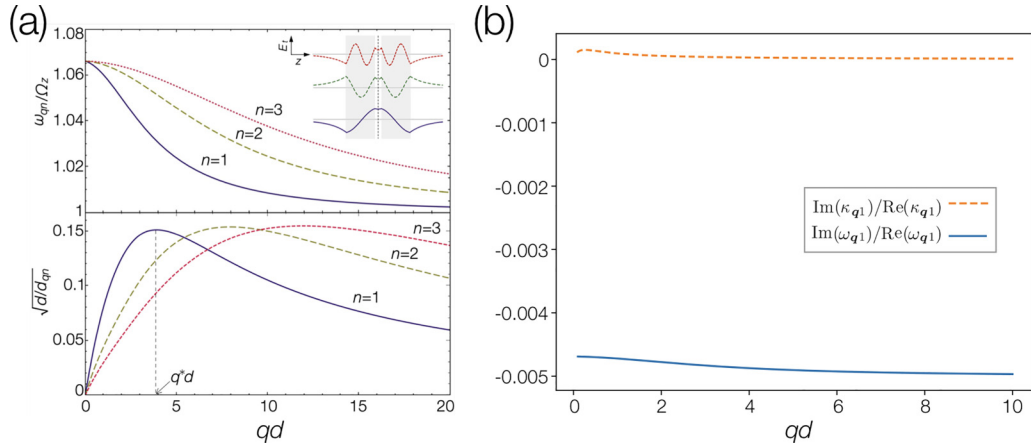 (a)
E_t
z
ω_qn/Ω_z
1.08
1.06
1.04
1.02
1
n=3
n=2
n=1
√d/d_qn
0.15
0.1
0.05
0
n=3
n=2
n=1
q*d
0 5 10 15 20
qd
(b)
0
-0.001
-0.002
-0.003
-0.004
-0.005
Im(κ_q1)/Re(κ_q1)
Im(ω_q1)/Re(ω_q1)
0 2 4 6 8 10
qd